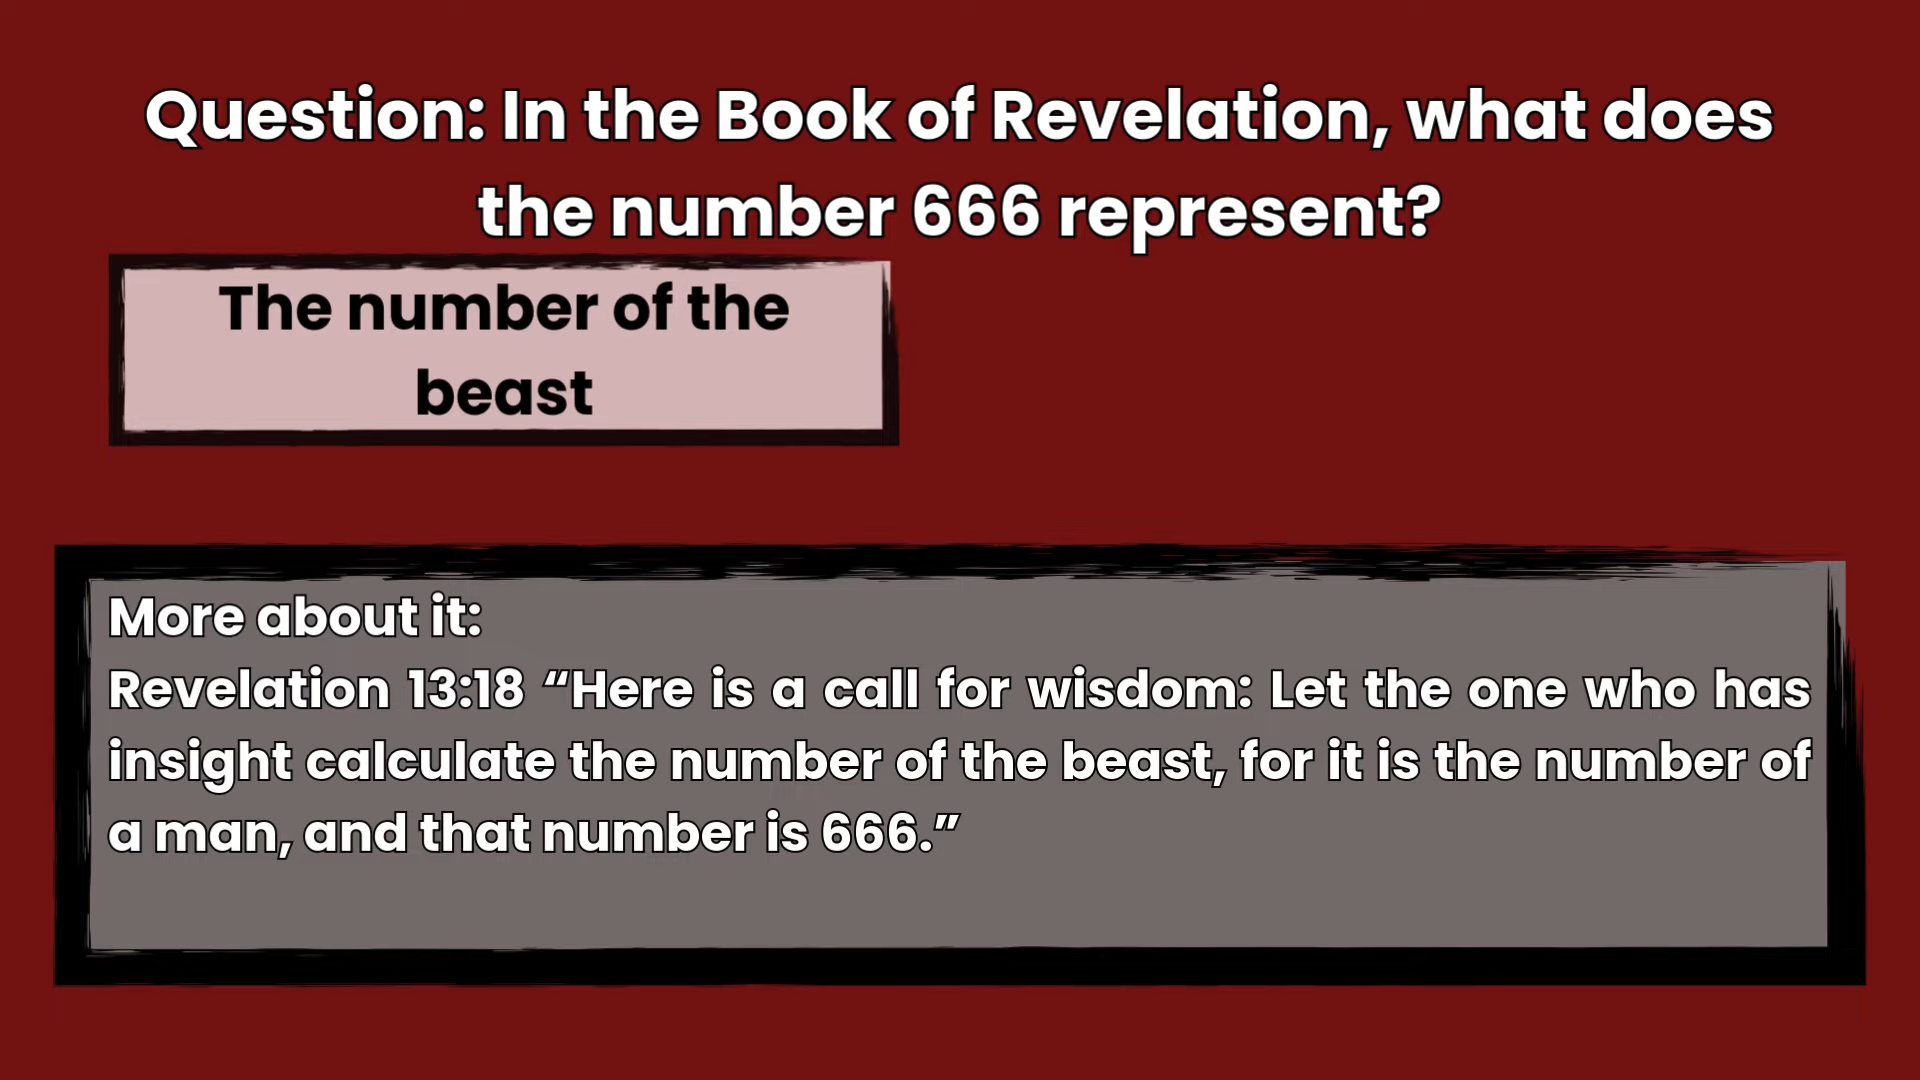 Question: In the Book of Revelation, what does
the number 666 represent?
The number of the
beast
More about it:
Revelation 13:18 “Here is a call for wisdom: Let the one who has
insight calculate the number of the beast, for it is the number of
a man, and that number is 666.”